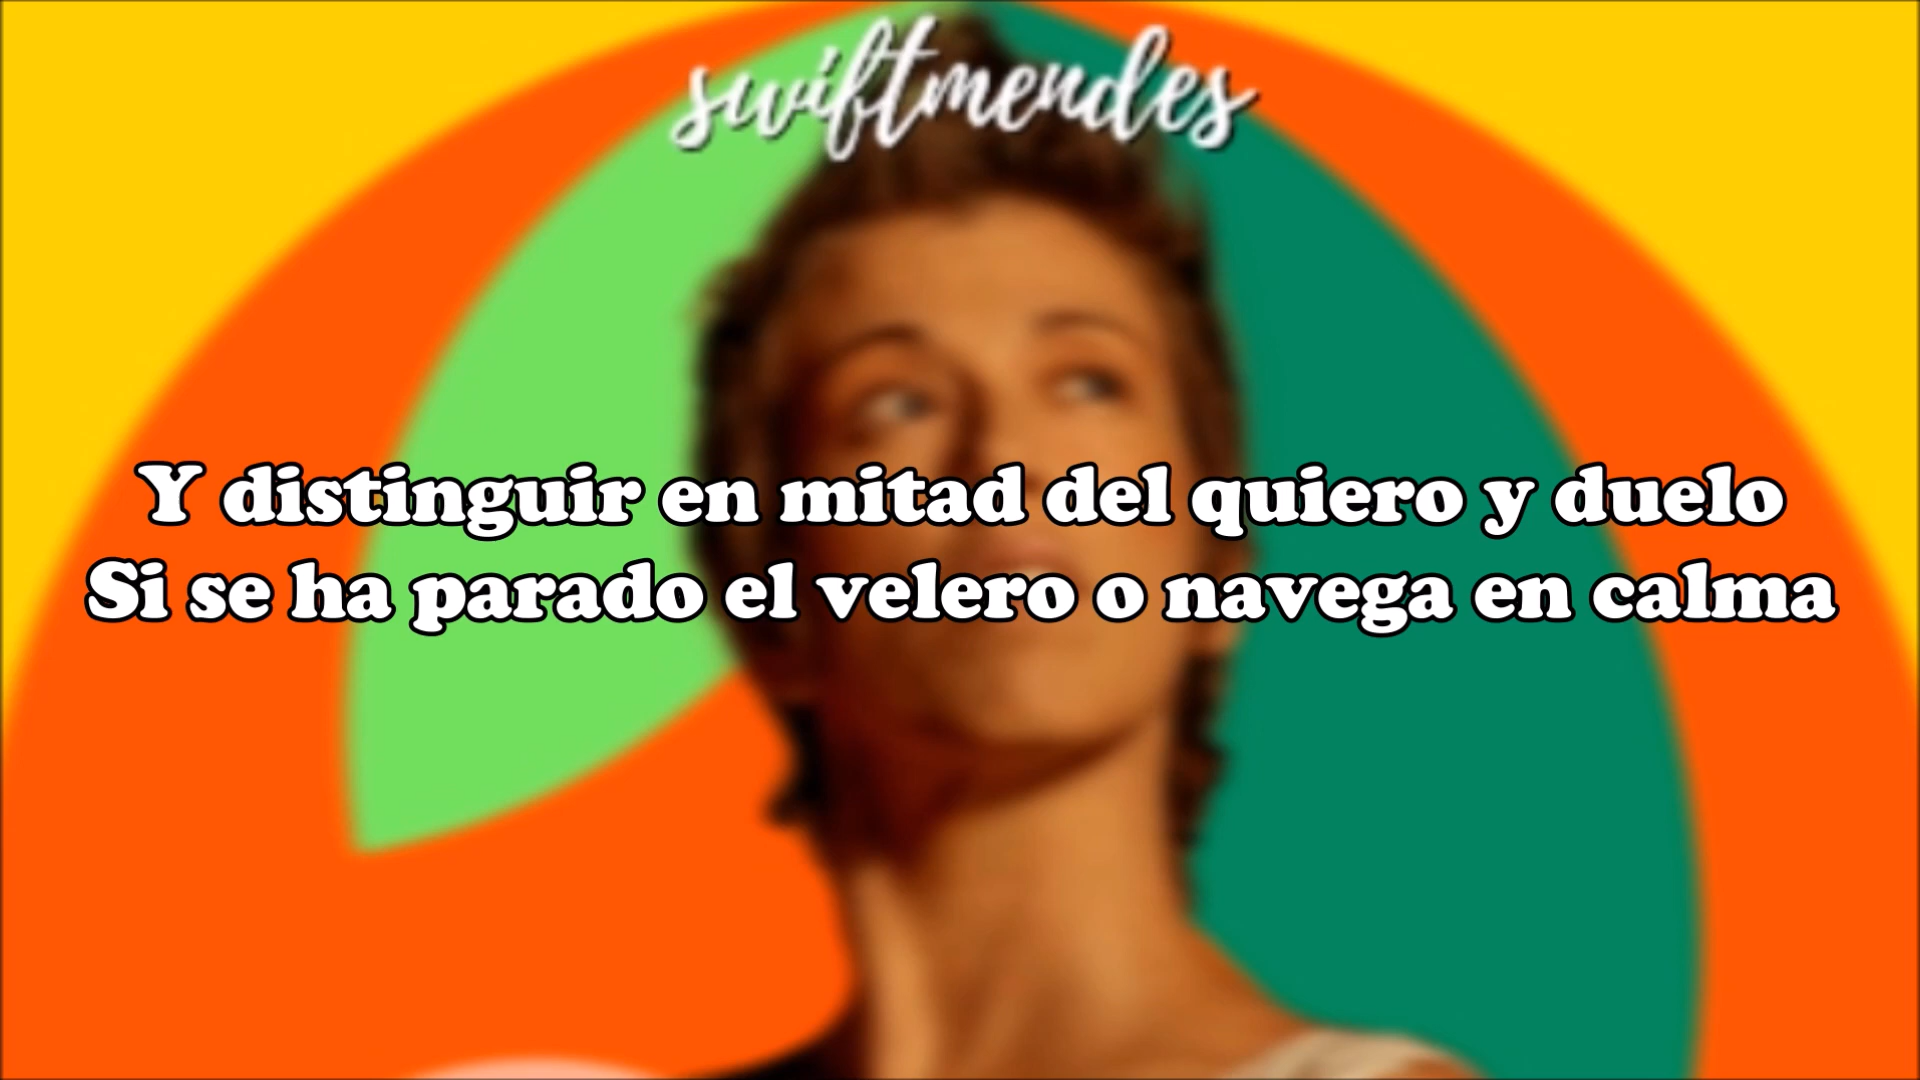 swiftmendes
Y distinguir en mitad del quiero y duelo
Si se ha parado el velero o navega en calma